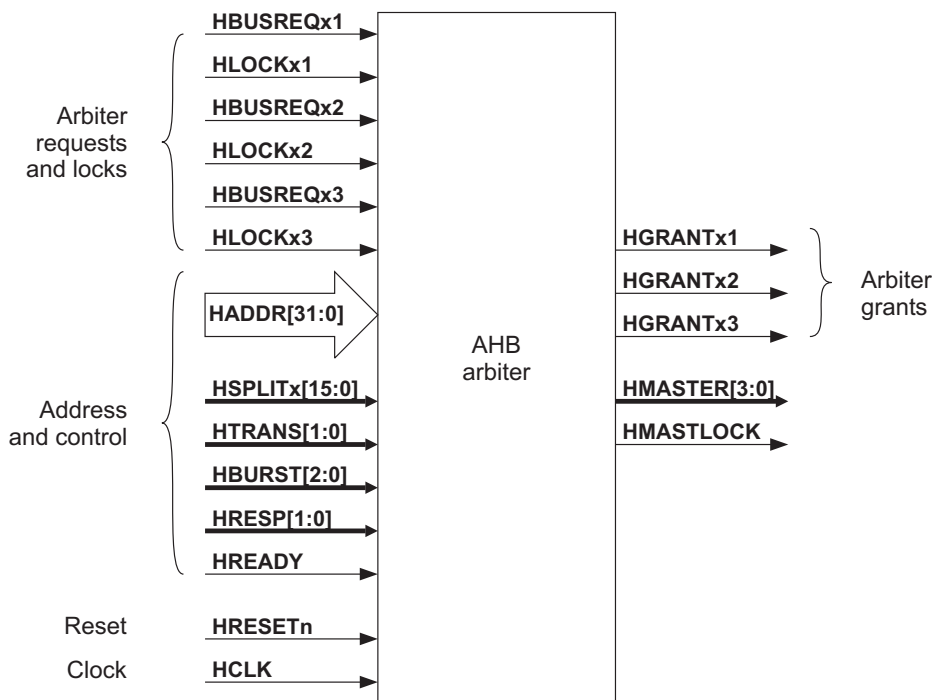 HBUSREQx1
HLOCKx1
HBUSREQx2
HLOCKx2
HBUSREQx3
HLOCKx3
Arbiter
requests
and locks
HADDR[31:0]
HSPLITx[15:0]
HTRANS[1:0]
HBURST[2:0]
HRESP[1:0]
HREADY
Address
and control
Reset
HRESETn
Clock
HCLK
AHB
arbiter
HGRANTx1
HGRANTx2
HGRANTx3
Arbiter
grants
HMASTER[3:0]
HMASTLOCK